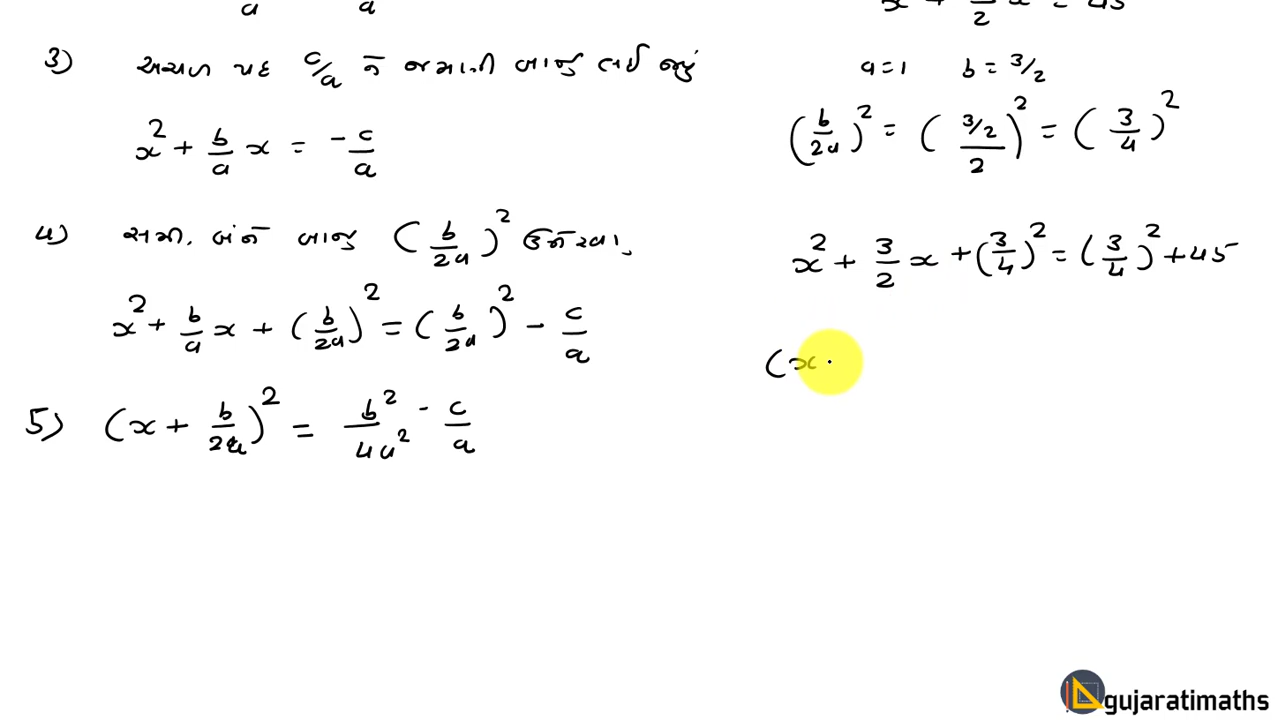 a a
3) અચળ પદ c/a ને જમણી બાજુ લઈ જવું
x² + b/a x = -c/a
4) સમી. બંને બાજુ (b/2a)² ઉમેરવા,
x² + b/a x + (b/2a)² = (b/2a)² - c/a
5) (x + b/2a)² = b²/4a² - c/a
a=1 b = 3/2
(b/2a)² = (3/2/2)² = (3/4)²
x² + 3/2 x + (3/4)² = (3/4)² + 45
(x
gujaratimaths